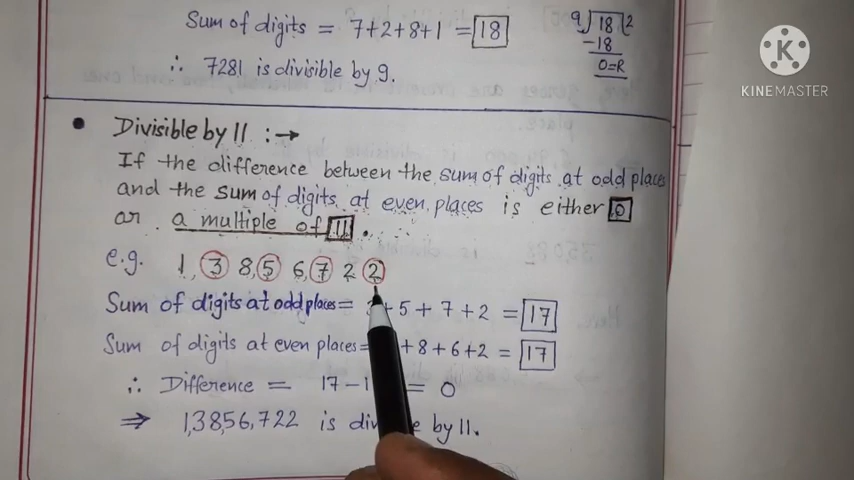 Sum of digits = 7+2+8+1 = 18
9) 18 (2
-18
0=R
∴ 7281 is divisible by 9.
KINEMASTER
• Divisible by 11 :→
If the difference between the sum of digits at odd places
and the sum of digits at even places is either 0
or a multiple of 11.
e.g. 1, 3 8, 5 6, 7 2 2
Sum of digits at odd places = + 5 + 7 + 2 = 17
Sum of digits at even places = + 8 + 6 + 2 = 17
∴ Difference = 17 - 1 = 0
⇒ 1,3856,722 is divisible by 11.